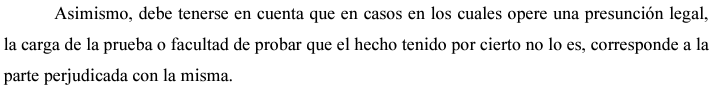 Asimismo, debe tenerse en cuenta que en casos en los cuales opere una presunción legal,
la carga de la prueba o facultad de probar que el hecho tenido por cierto no lo es, corresponde a la
parte perjudicada con la misma.